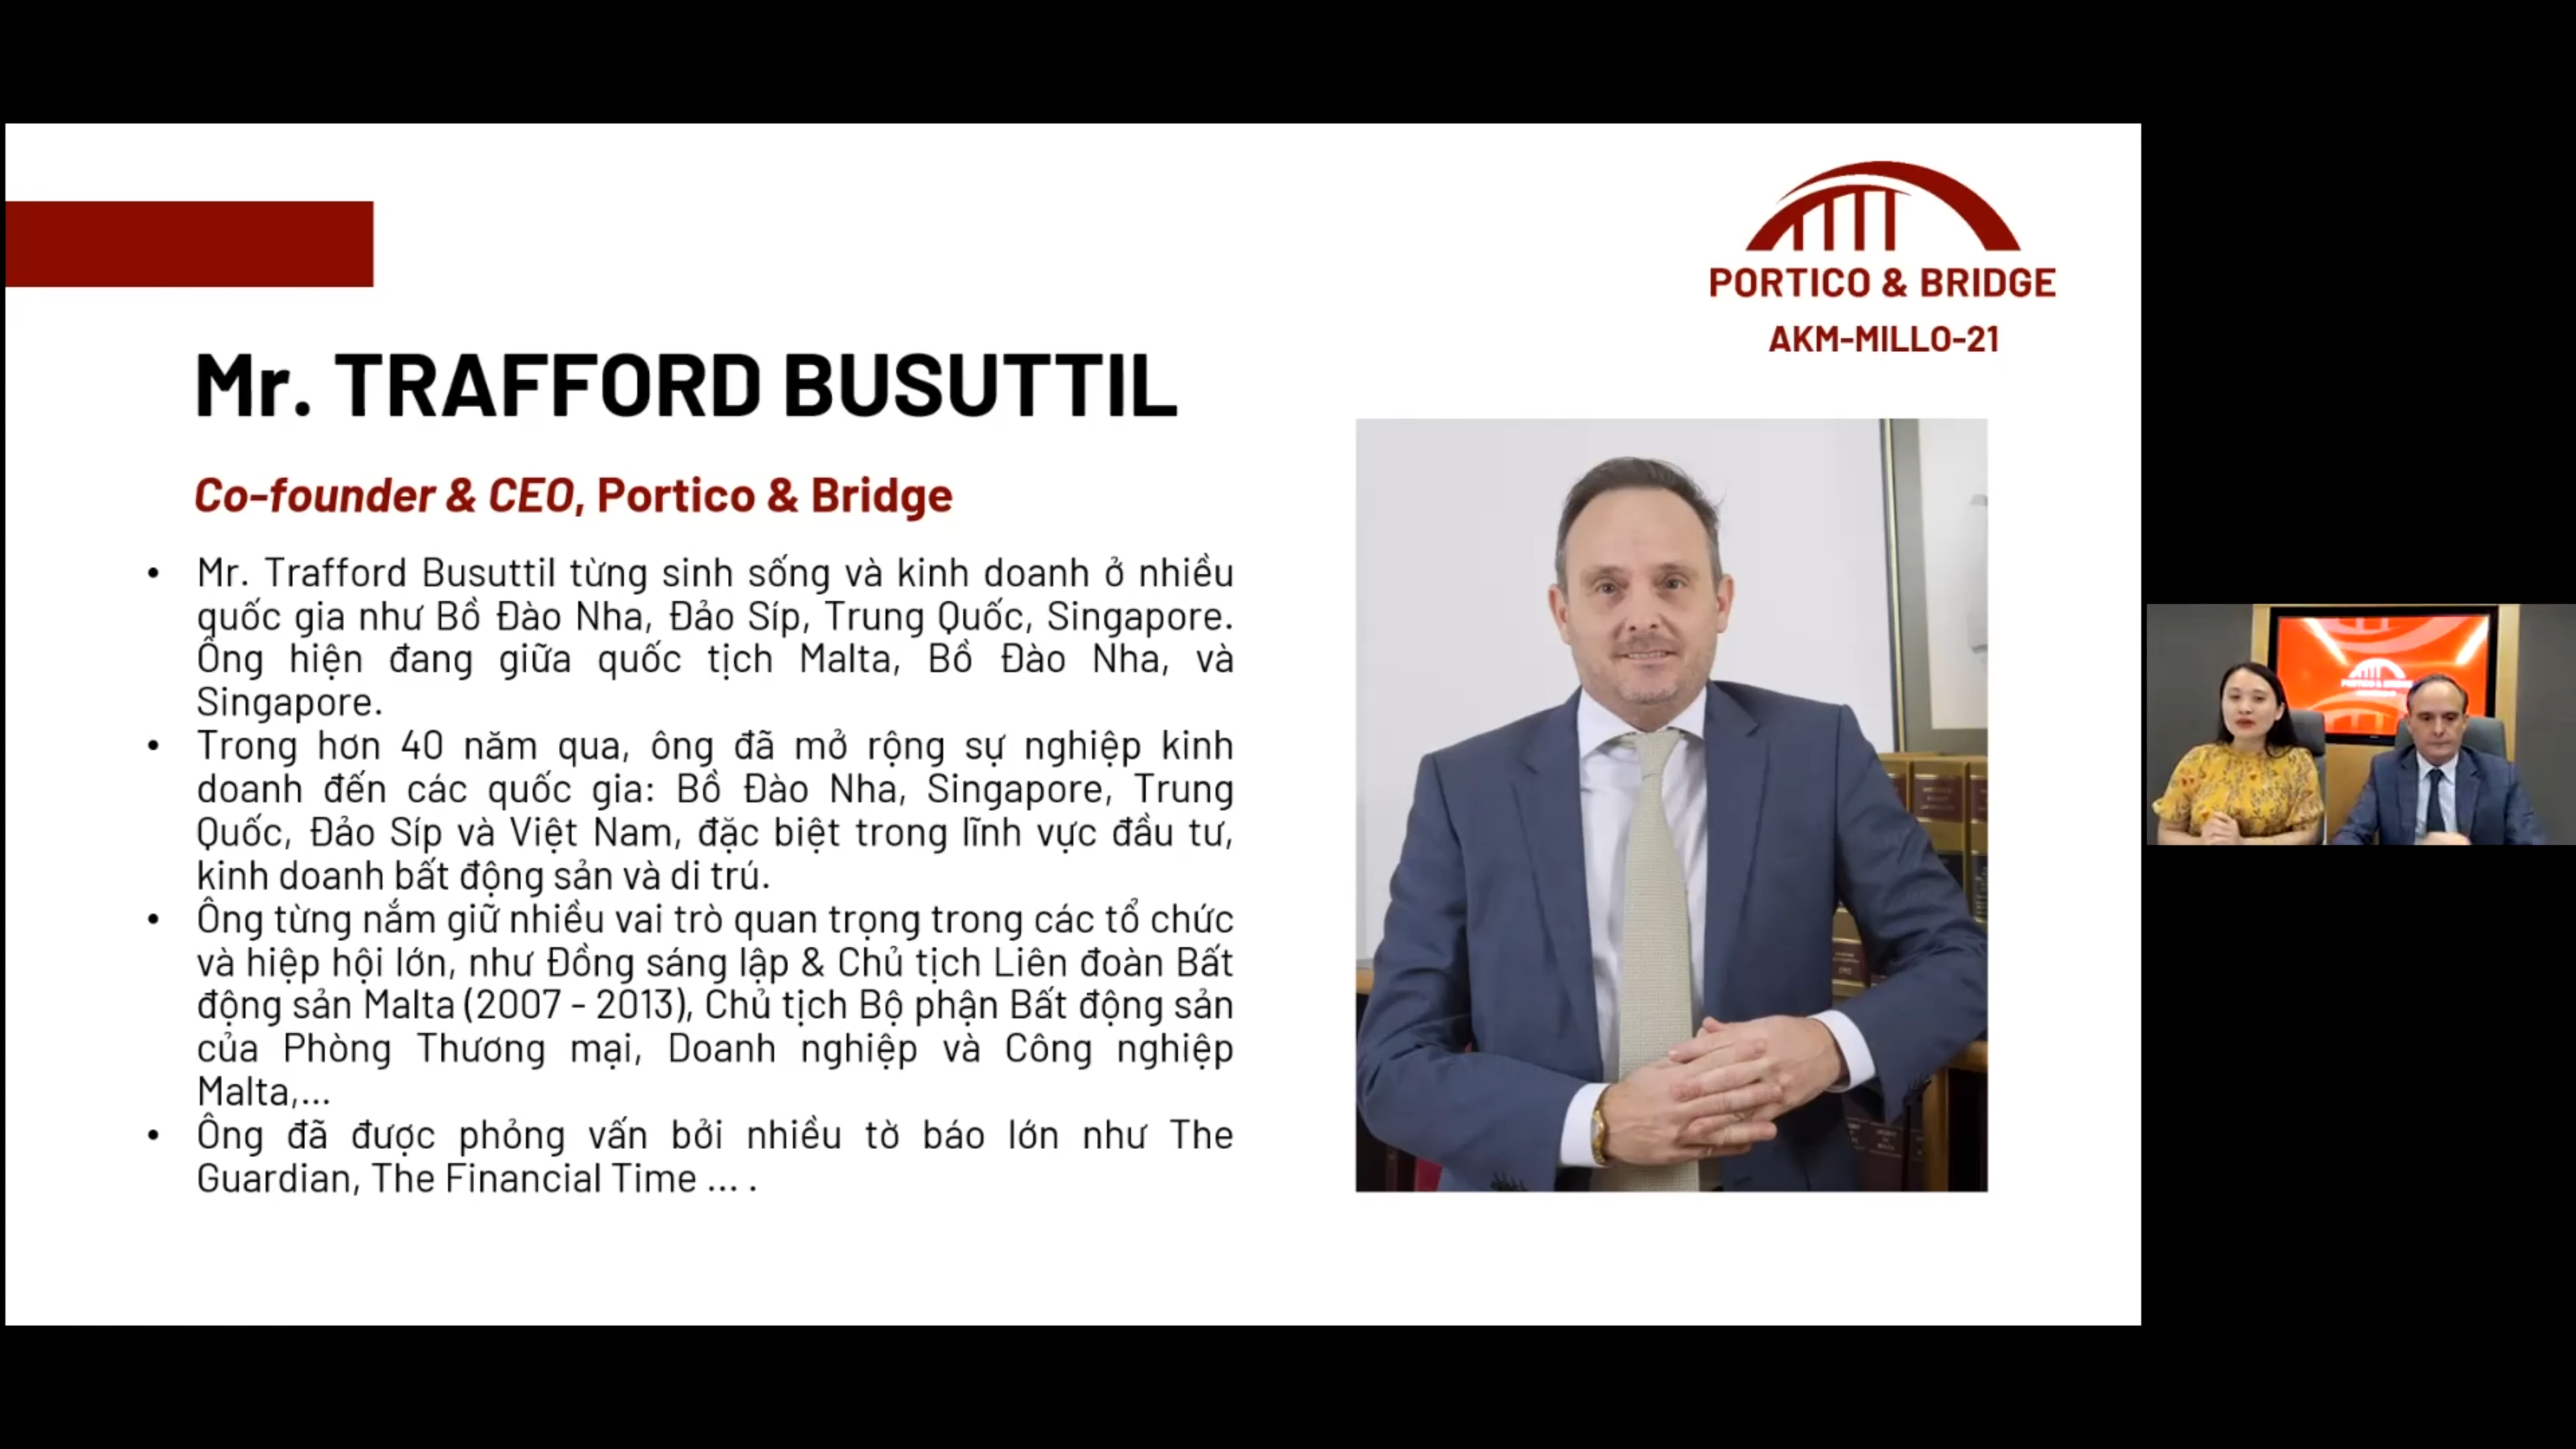 PORTICO & BRIDGE
AKM-MILLO-21
Mr. TRAFFORD BUSUTTIL
Co-founder & CEO, Portico & Bridge
• Mr. Trafford Busuttil từng sinh sống và kinh doanh ở nhiều
quốc gia như Bồ Đào Nha, Đảo Síp, Trung Quốc, Singapore.
Ông hiện đang giữa quốc tịch Malta, Bồ Đào Nha, và
Singapore.
• Trong hơn 40 năm qua, ông đã mở rộng sự nghiệp kinh
doanh đến các quốc gia: Bồ Đào Nha, Singapore, Trung
Quốc, Đảo Síp và Việt Nam, đặc biệt trong lĩnh vực đầu tư,
kinh doanh bất động sản và di trú.
• Ông từng nắm giữ nhiều vai trò quan trọng trong các tổ chức
và hiệp hội lớn, như Đồng sáng lập & Chủ tịch Liên đoàn Bất
động sản Malta (2007 - 2013), Chủ tịch Bộ phận Bất động sản
của Phòng Thương mại, Doanh nghiệp và Công nghiệp
Malta,...
• Ông đã được phỏng vấn bởi nhiều tờ báo lớn như The
Guardian, The Financial Time ... .